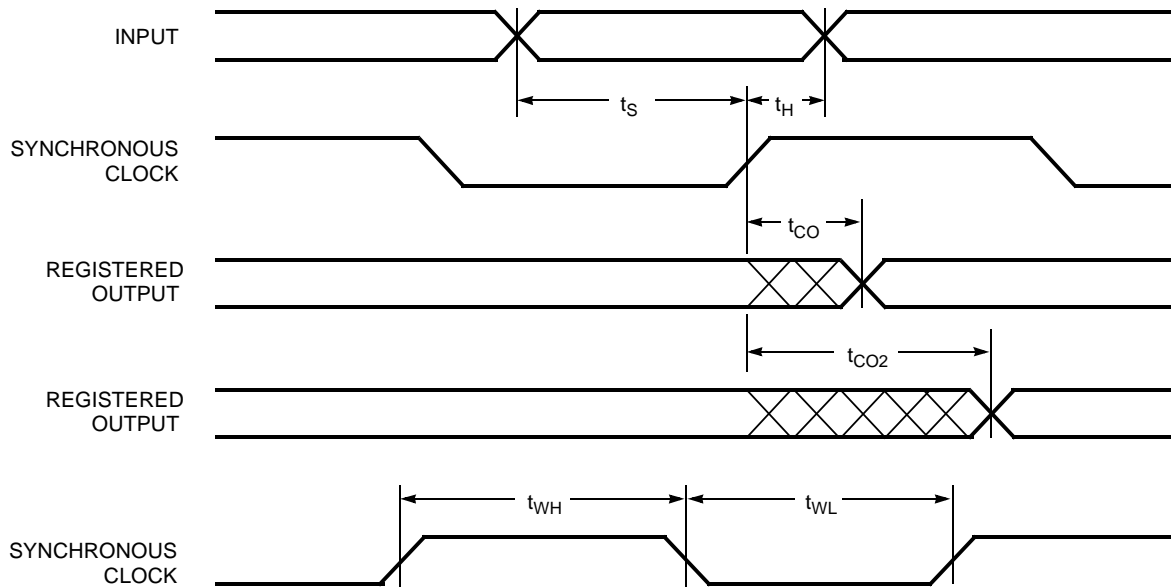 INPUT
tS
tH
SYNCHRONOUS
CLOCK
tCO
REGISTERED
OUTPUT
tCO2
REGISTERED
OUTPUT
tWH
tWL
SYNCHRONOUS
CLOCK